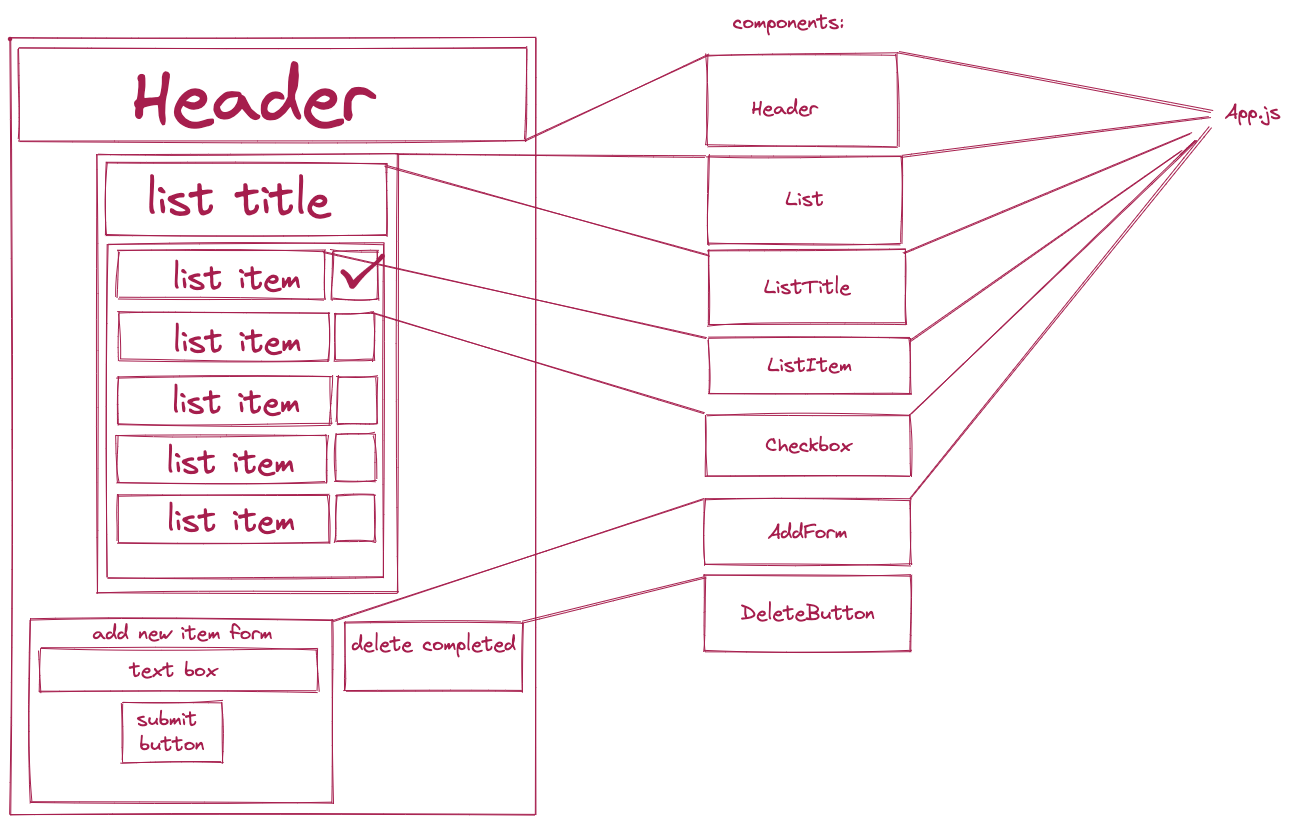 Header
list title
list item
list item
list item
list item
list item
add new item form
text box
submit
button
delete completed
components:
Header
List
ListTitle
ListItem
Checkbox
AddForm
DeleteButton
App.js